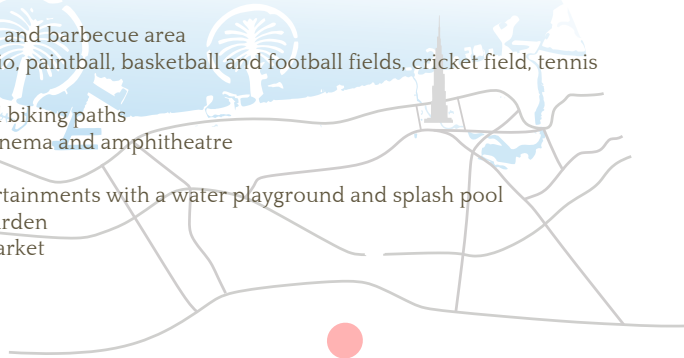 and barbecue area
io, paintball, basketball and football fields, cricket field, tennis
biking paths
nema and amphitheatre
rtainments with a water playground and splash pool
rden
arket